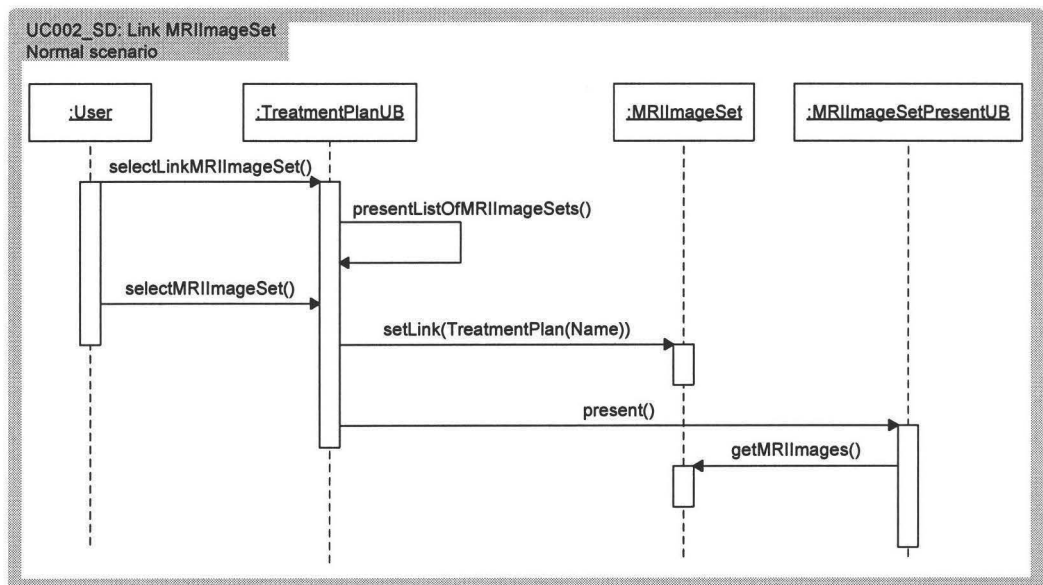 UC002_SD: Link MRIImageSet
Normal scenario
:User
:TreatmentPlanUB
:MRIImageSet
:MRIImageSetPresentUB
selectLinkMRIImageSet()
presentListOfMRIImageSets()
selectMRIImageSet()
setLink(TreatmentPlan(Name))
present()
getMRIImages()